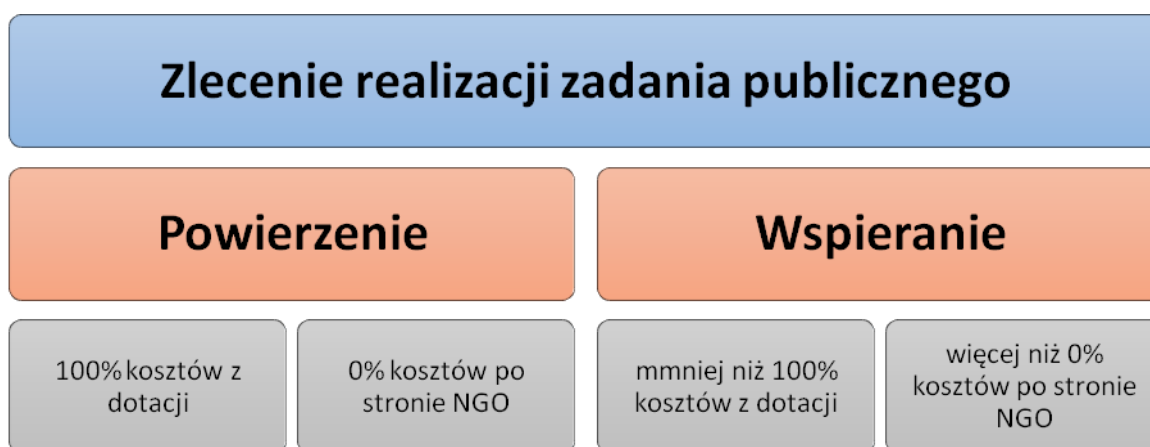 Zlecenie realizacji zadania publicznego
Powierzenie
Wspieranie
100% kosztów z
dotacji
0% kosztów po
stronie NGO
mmniej niż 100%
kosztów z dotacji
więcej niż 0%
kosztów po stronie
NGO